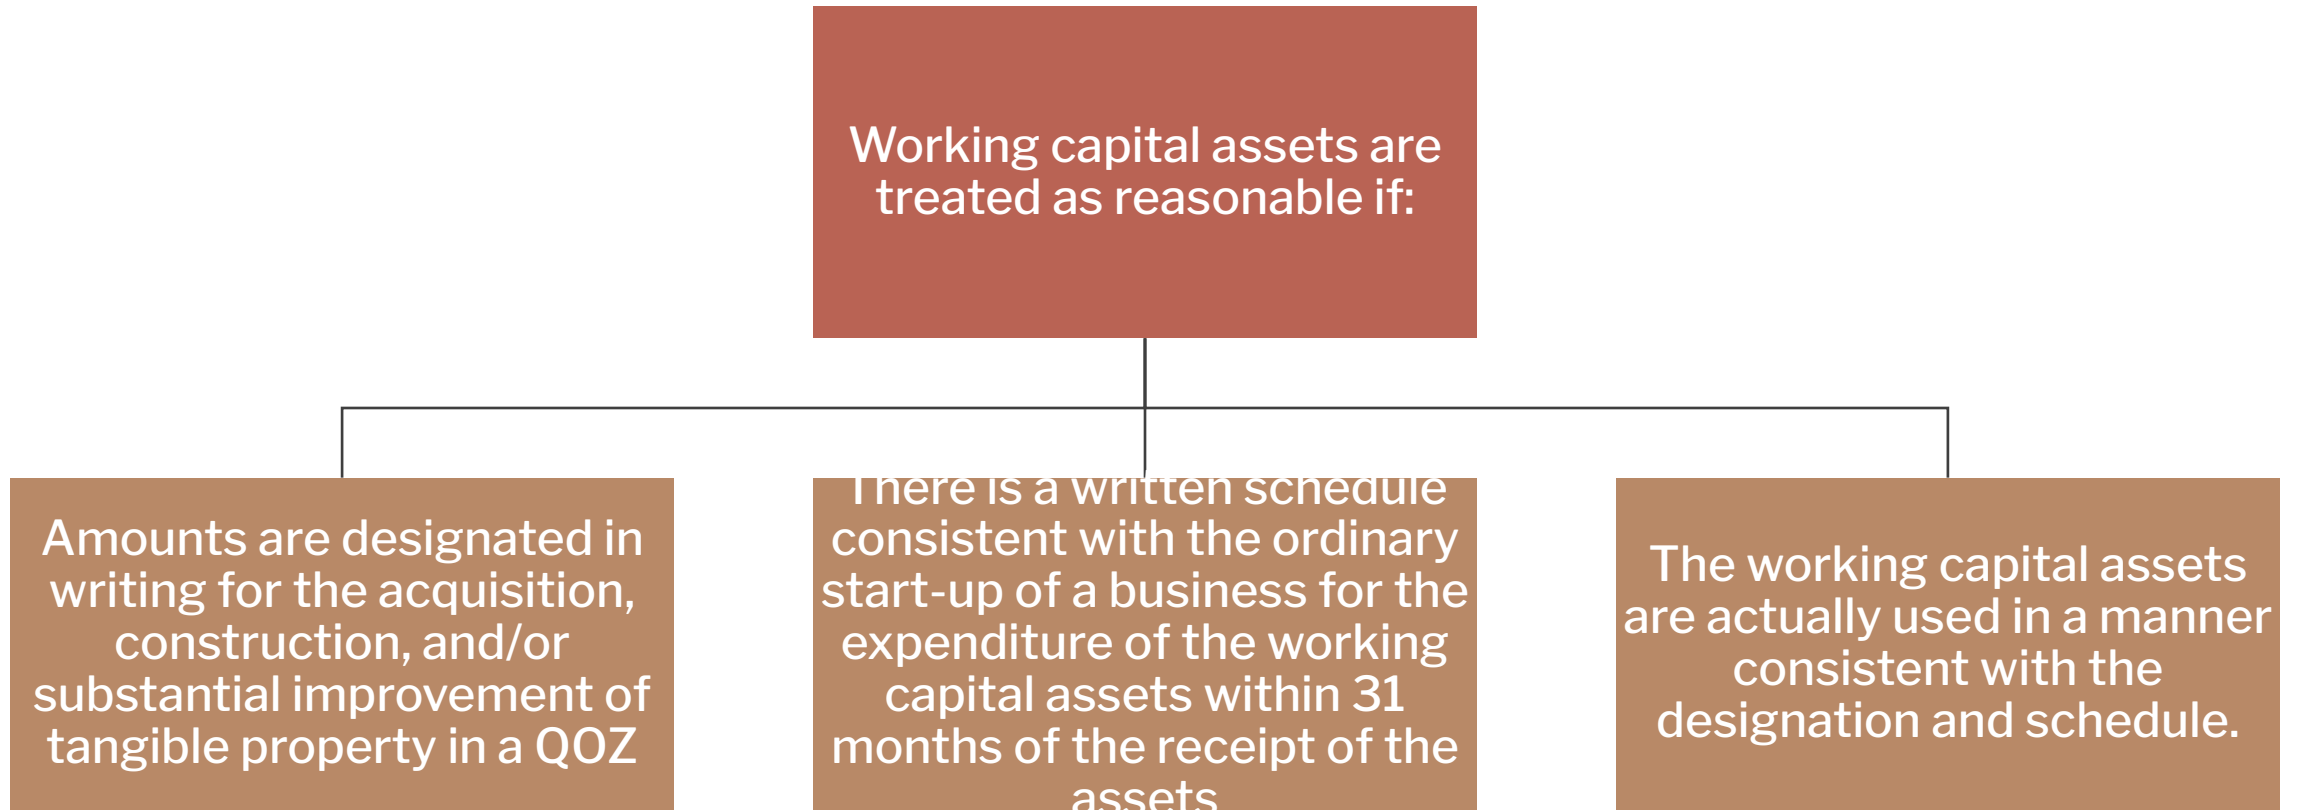 Working capital assets are
treated as reasonable if:
Amounts are designated in
writing for the acquisition,
construction, and/or
substantial improvement of
tangible property in a QOZ
There is a written schedule
consistent with the ordinary
start-up of a business for the
expenditure of the working
capital assets within 31
months of the receipt of the
assets
The working capital assets
are actually used in a manner
consistent with the
designation and schedule.